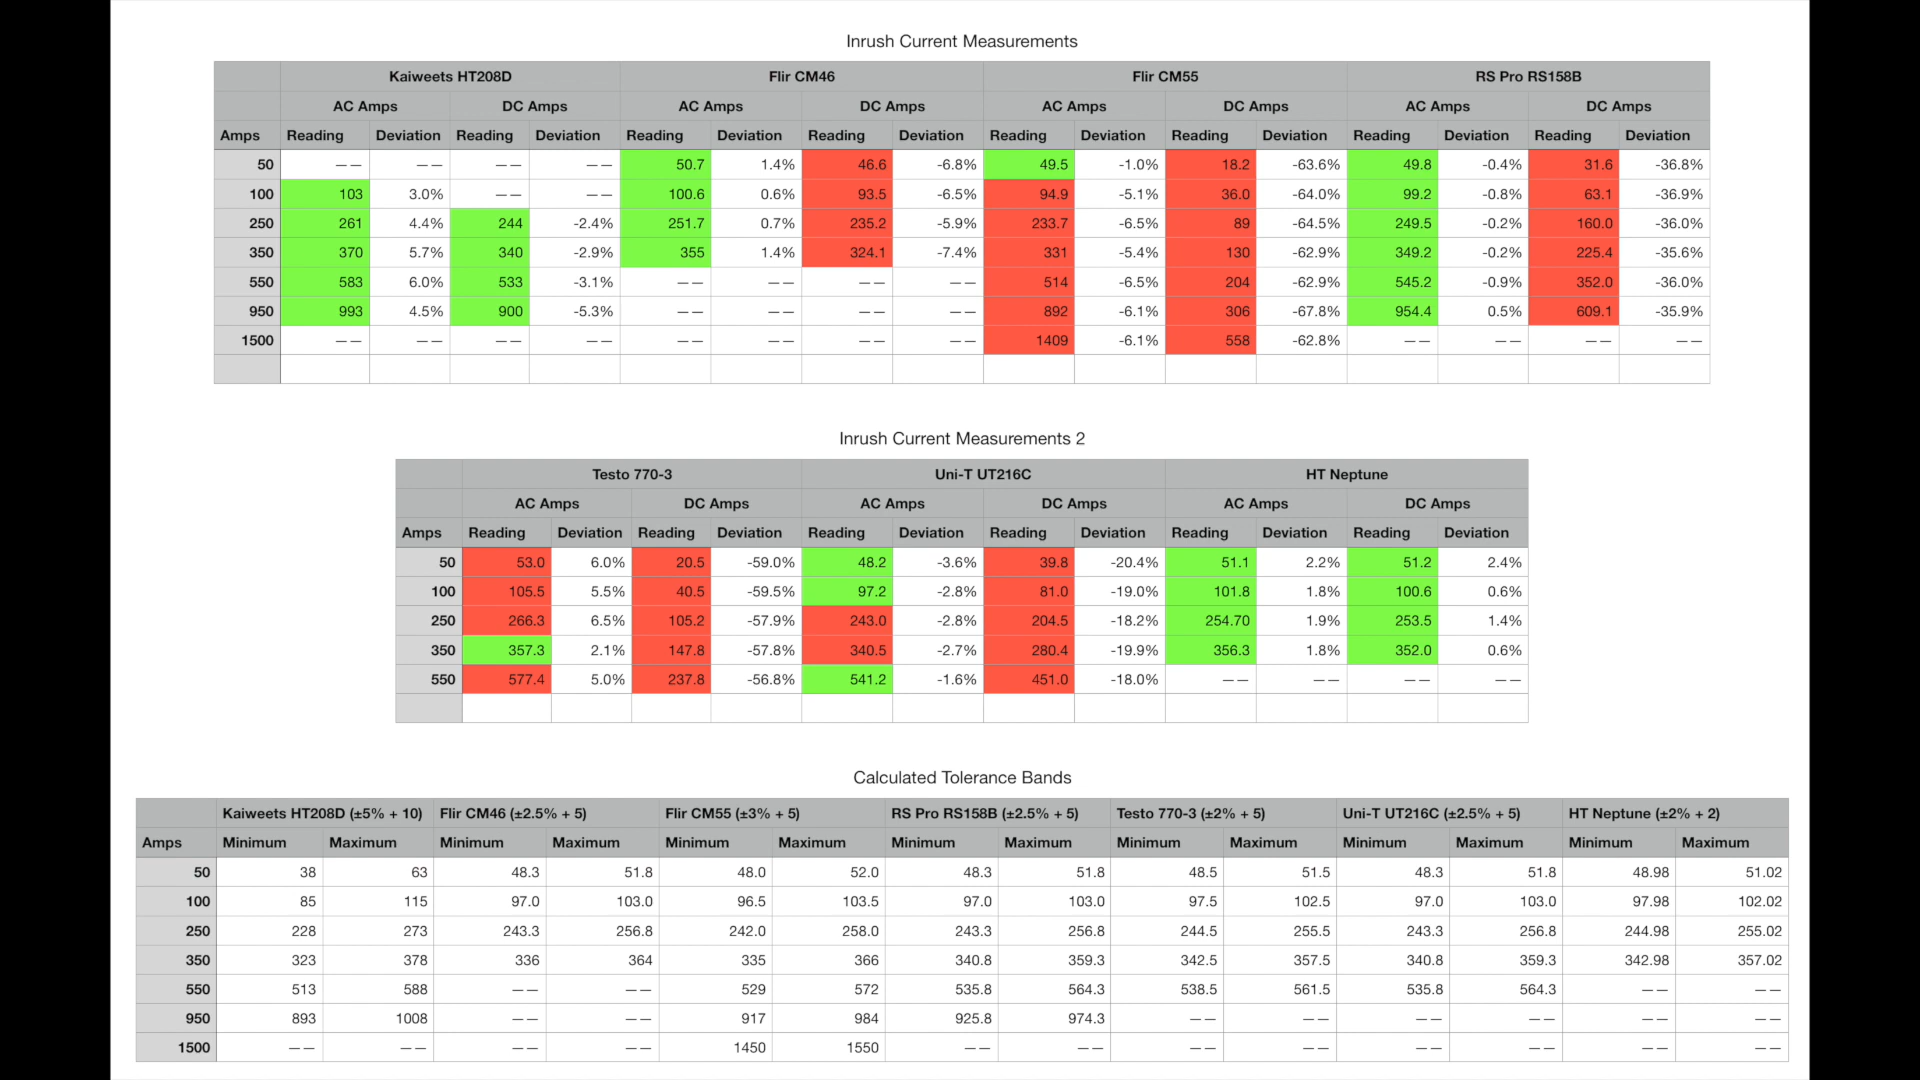 Inrush Current Measurements
Kaiweets HT208D Flir CM46 Flir CM55 RS Pro RS158B
AC Amps DC Amps AC Amps DC Amps AC Amps DC Amps AC Amps DC Amps
Amps Reading Deviation Reading Deviation Reading Deviation Reading Deviation Reading Deviation Reading Deviation Reading Deviation Reading Deviation
50 —— —— —— —— 50.7 1.4% 46.6 -6.8% 49.5 -1.0% 18.2 -63.6% 49.8 -0.4% 31.6 -36.8%
100 103 3.0% —— —— 100.6 0.6% 93.5 -6.5% 94.9 -5.1% 36.0 -64.0% 99.2 -0.8% 63.1 -36.9%
250 261 4.4% 244 -2.4% 251.7 0.7% 235.2 -5.9% 233.7 -6.5% 89 -64.5% 249.5 -0.2% 160.0 -36.0%
350 370 5.7% 340 -2.9% 355 1.4% 324.1 -7.4% 331 -5.4% 130 -62.9% 349.2 -0.2% 225.4 -35.6%
550 583 6.0% 533 -3.1% —— —— —— —— 514 -6.5% 204 -62.9% 545.2 -0.9% 352.0 -36.0%
950 993 4.5% 900 -5.3% —— —— —— —— 892 -6.1% 306 -67.8% 954.4 0.5% 609.1 -35.9%
1500 —— —— —— —— —— —— —— —— 1409 -6.1% 558 -62.8% —— —— —— ——
Inrush Current Measurements 2
Testo 770-3 Uni-T UT216C HT Neptune
AC Amps DC Amps AC Amps DC Amps AC Amps DC Amps
Amps Reading Deviation Reading Deviation Reading Deviation Reading Deviation Reading Deviation Reading Deviation
50 53.0 6.0% 20.5 -59.0% 48.2 -3.6% 39.8 -20.4% 51.1 2.2% 51.2 2.4%
100 105.5 5.5% 40.5 -59.5% 97.2 -2.8% 81.0 -19.0% 101.8 1.8% 100.6 0.6%
250 266.3 6.5% 105.2 -57.9% 243.0 -2.8% 204.5 -18.2% 254.70 1.9% 253.5 1.4%
350 357.3 2.1% 147.8 -57.8% 340.5 -2.7% 280.4 -19.9% 356.3 1.8% 352.0 0.6%
550 577.4 5.0% 237.8 -56.8% 541.2 -1.6% 451.0 -18.0% —— —— —— ——
Calculated Tolerance Bands
Kaiweets HT208D (±5% + 10) Flir CM46 (±2.5% + 5) Flir CM55 (±3% + 5) RS Pro RS158B (±2.5% + 5) Testo 770-3 (±2% + 5) Uni-T UT216C (±2.5% + 5) HT Neptune (±2% + 2)
Amps Minimum Maximum Minimum Maximum Minimum Maximum Minimum Maximum Minimum Maximum Minimum Maximum Minimum Maximum
50 38 63 48.3 51.8 48.0 52.0 48.3 51.8 48.5 51.5 48.3 51.8 48.98 51.02
100 85 115 97.0 103.0 96.5 103.5 97.0 103.0 97.5 102.5 97.0 103.0 97.98 102.02
250 228 273 243.3 256.8 242.0 258.0 243.3 256.8 244.5 255.5 243.3 256.8 244.98 255.02
350 323 378 336 364 335 366 340.8 359.3 342.5 357.5 340.8 359.3 342.98 357.02
550 513 588 —— —— 529 572 535.8 564.3 538.5 561.5 535.8 564.3 —— ——
950 893 1008 —— —— 917 984 925.8 974.3 —— —— —— —— —— ——
1500 —— —— —— —— 1450 1550 —— —— —— —— —— —— —— ——